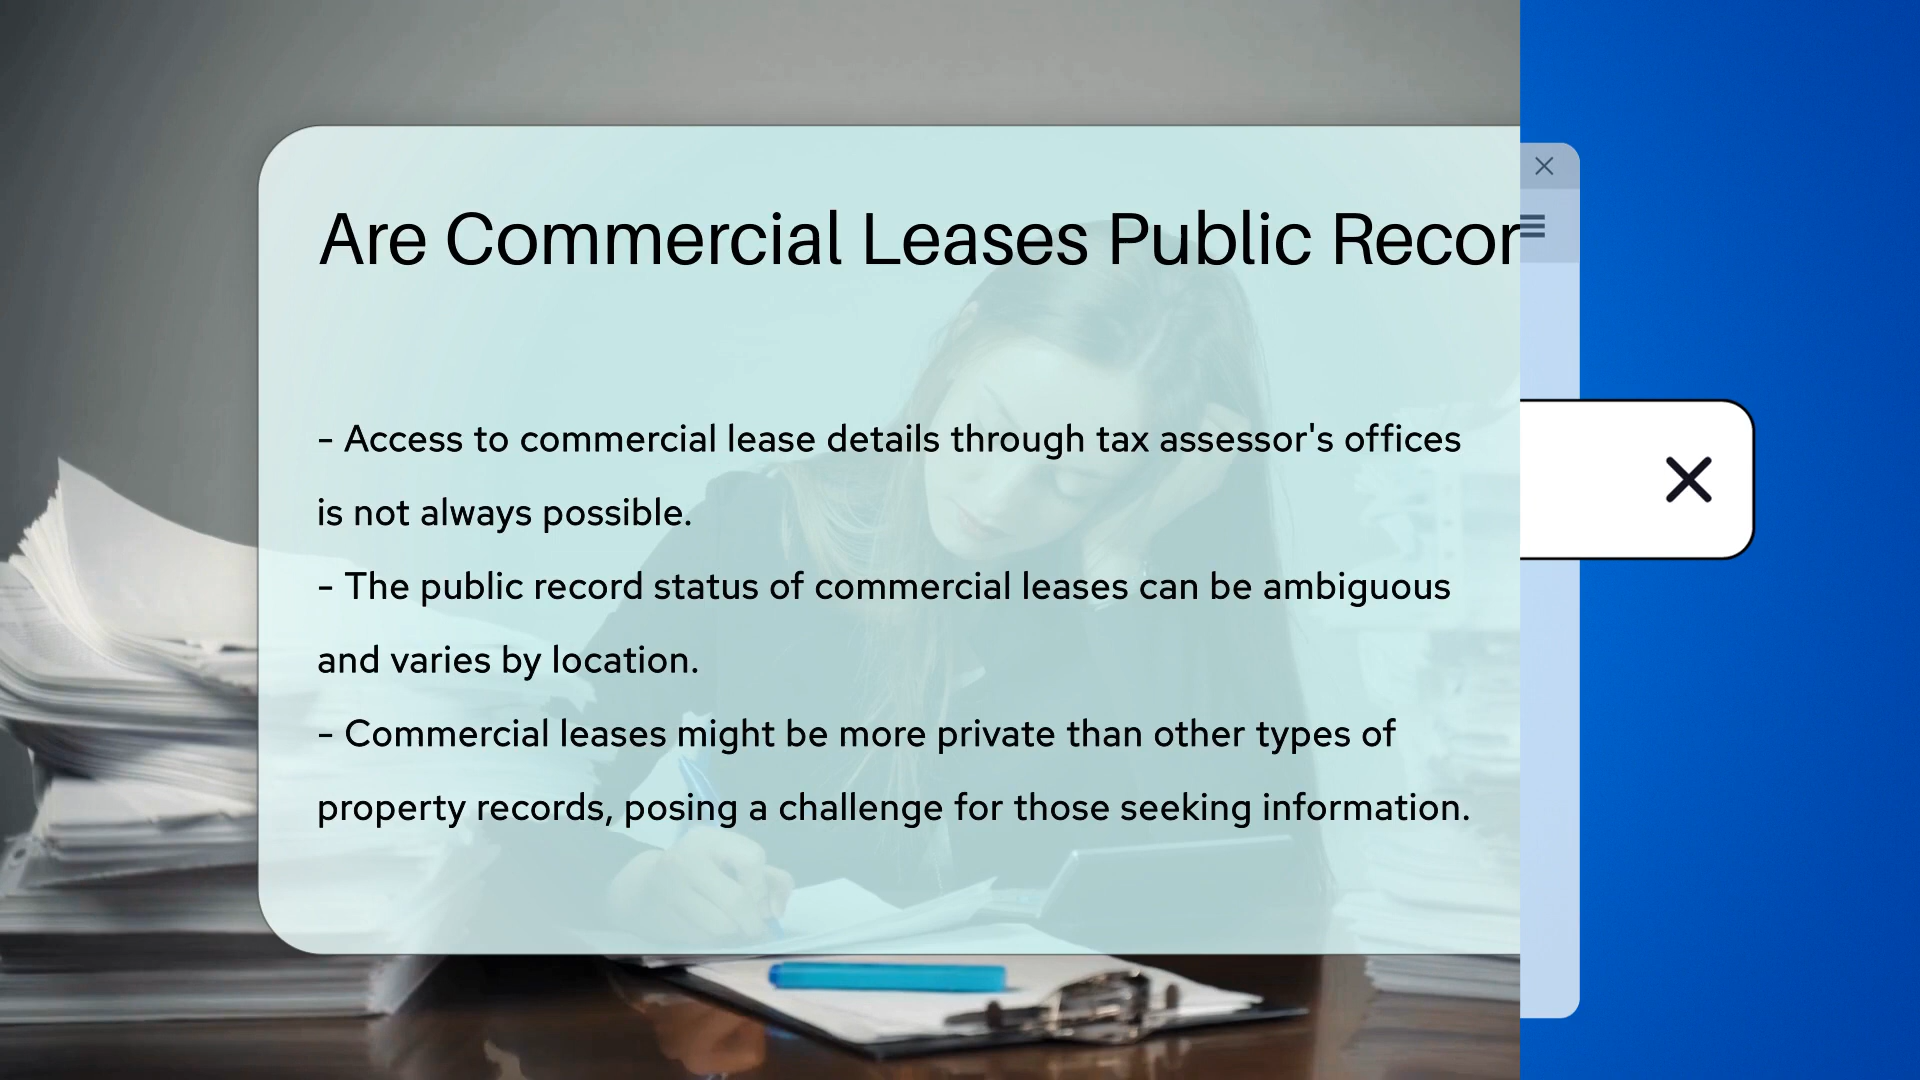 Are Commercial Leases Public Recor
- Access to commercial lease details through tax assessor's offices
is not always possible.
- The public record status of commercial leases can be ambiguous
and varies by location.
- Commercial leases might be more private than other types of
property records, posing a challenge for those seeking information.